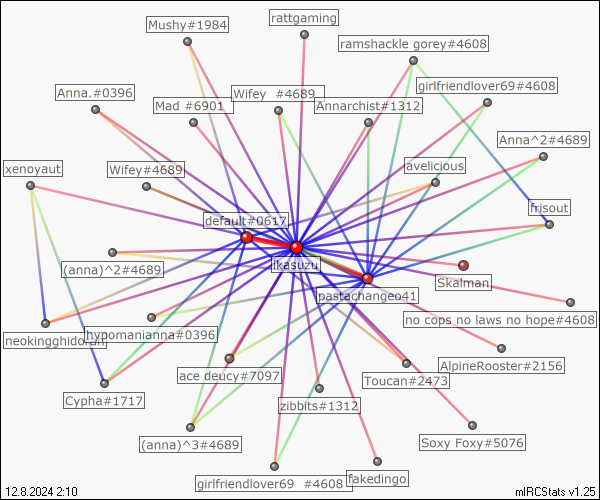 rattgaming
Mushy#1984
ramshackle gorey#4608
girlfriendlover69#4608
Anna.#0396
Wifey #4689
Mad #6901
Annarchist#1312
Anna^2#4689
xenoyaut
Wifey#4689
avelicious
frisout
default#0617
ikasuzu
(anna)^2#4689
Skalman
pastachangeo41
no cops no laws no hope#4608
hypomanianna#0396
AlpineRooster#2156
ace deucy#7097
Toucan#2473
Cypha#1717
zibbits#1312
(anna)^3#4689
Soxy Foxy#5076
fakedingo
girlfriendlover69 #4608
12.8.2024 2:10
mIRCStats v1.25